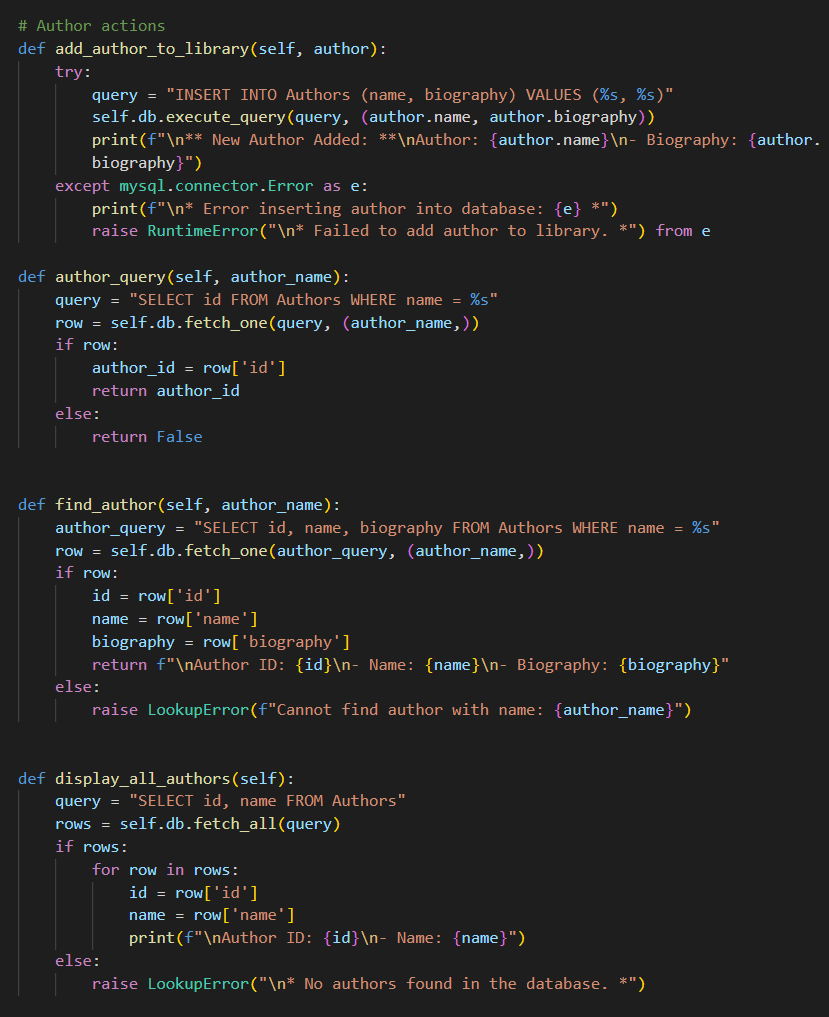 # Author actions
def add_author_to_library(self, author):
    try:
        query = "INSERT INTO Authors (name, biography) VALUES (%s, %s)"
        self.db.execute_query(query, (author.name, author.biography))
        print(f"\n** New Author Added: **\nAuthor: {author.name}\n- Biography: {author.
        biography}")
    except mysql.connector.Error as e:
        print(f"\n* Error inserting author into database: {e} *")
        raise RuntimeError("\n* Failed to add author to library. *") from e

def author_query(self, author_name):
    query = "SELECT id FROM Authors WHERE name = %s"
    row = self.db.fetch_one(query, (author_name,))
    if row:
        author_id = row['id']
        return author_id
    else:
        return False


def find_author(self, author_name):
    author_query = "SELECT id, name, biography FROM Authors WHERE name = %s"
    row = self.db.fetch_one(author_query, (author_name,))
    if row:
        id = row['id']
        name = row['name']
        biography = row['biography']
        return f"\nAuthor ID: {id}\n- Name: {name}\n- Biography: {biography}"
    else:
        raise LookupError(f"Cannot find author with name: {author_name}")


def display_all_authors(self):
    query = "SELECT id, name FROM Authors"
    rows = self.db.fetch_all(query)
    if rows:
        for row in rows:
            id = row['id']
            name = row['name']
            print(f"\nAuthor ID: {id}\n- Name: {name}")
    else:
        raise LookupError("\n* No authors found in the database. *")